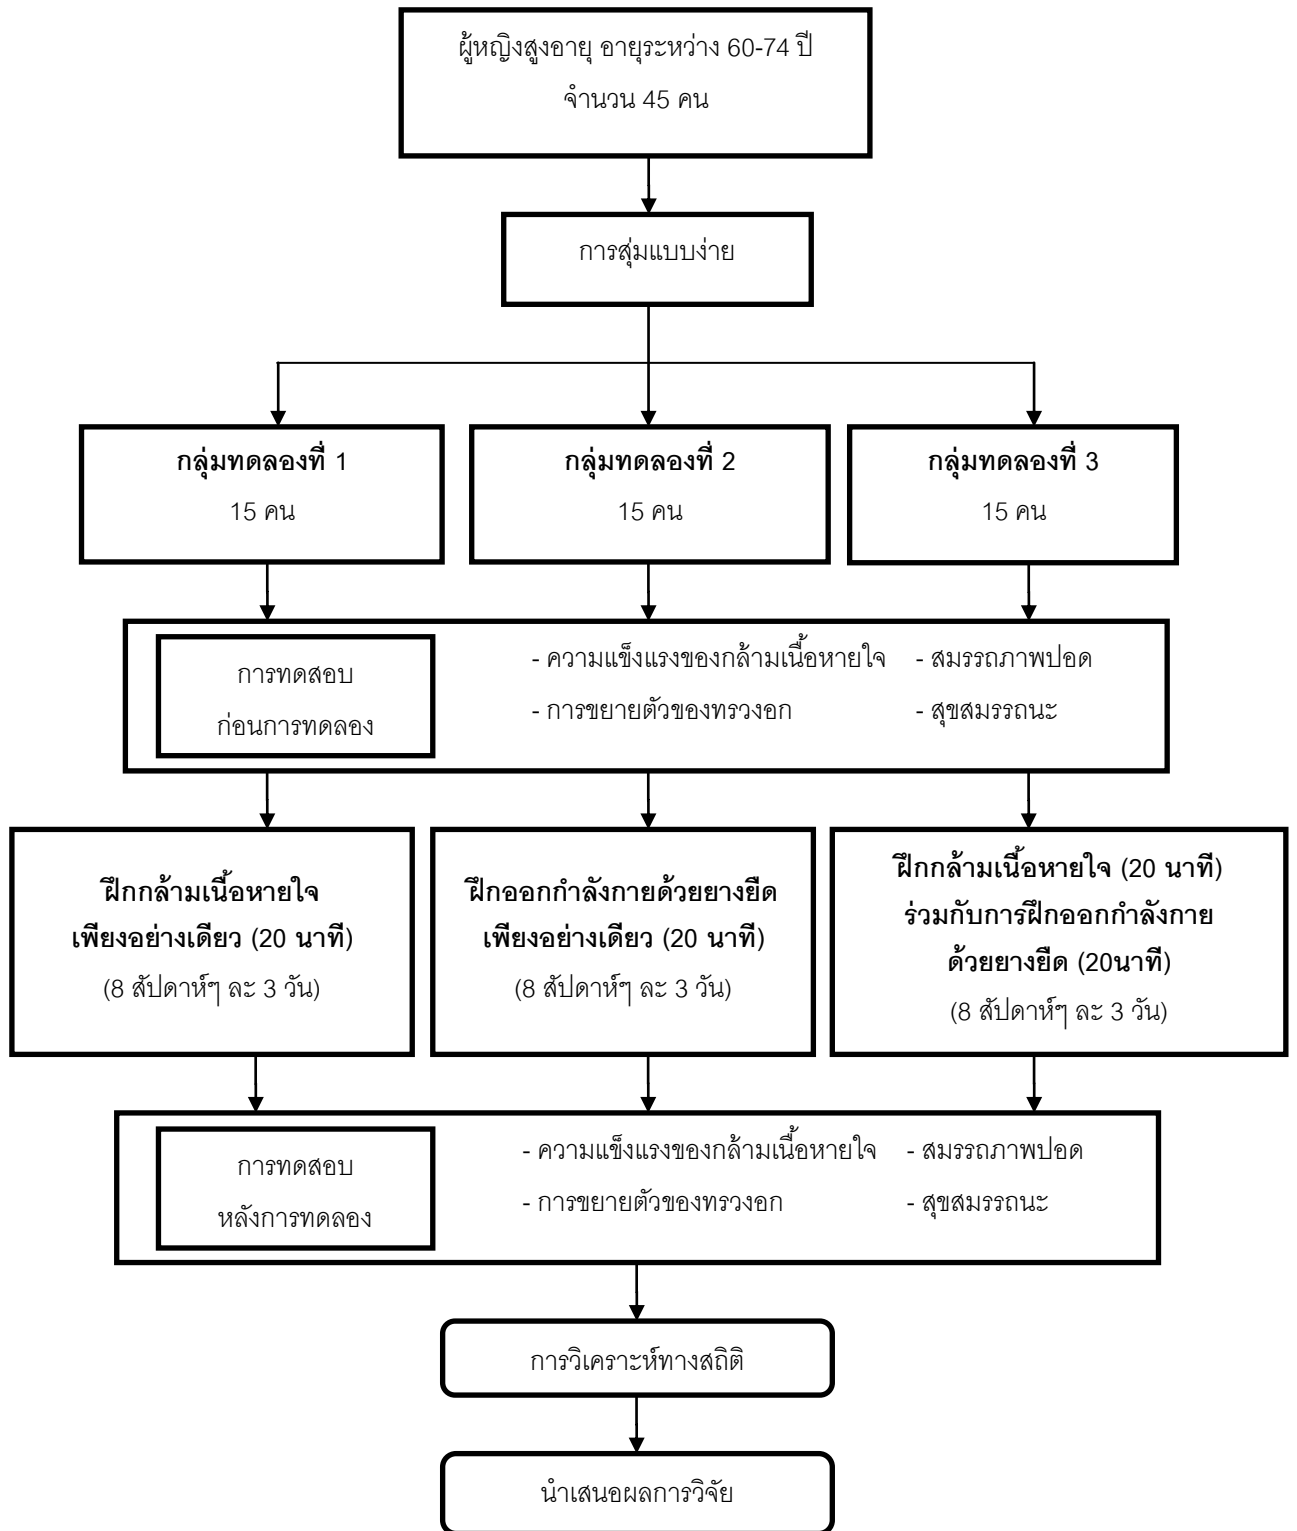 ผู้หญิงสูงอายุ อายุระหว่าง 60-74 ปี
จำนวน 45 คน
การสุ่มแบบง่าย
กลุ่มทดลองที่ 1
15 คน
กลุ่มทดลองที่ 2
15 คน
กลุ่มทดลองที่ 3
15 คน
การทดสอบ
ก่อนการทดลอง
- ความแข็งแรงของกล้ามเนื้อหายใจ - สมรรถภาพปอด
- การขยายตัวของทรวงอก - สุขสมรรถนะ
ฝึกกล้ามเนื้อหายใจ
เพียงอย่างเดียว (20 นาที)
(8 สัปดาห์ๆ ละ 3 วัน)
ฝึกออกกำลังกายด้วยยางยืด
เพียงอย่างเดียว (20 นาที)
(8 สัปดาห์ๆ ละ 3 วัน)
ฝึกกล้ามเนื้อหายใจ (20 นาที)
ร่วมกับการฝึกออกกำลังกาย
ด้วยยางยืด (20นาที)
(8 สัปดาห์ๆ ละ 3 วัน)
การทดสอบ
หลังการทดลอง
- ความแข็งแรงของกล้ามเนื้อหายใจ - สมรรถภาพปอด
- การขยายตัวของทรวงอก - สุขสมรรถนะ
การวิเคราะห์ทางสถิติ
นำเสนอผลการวิจัย